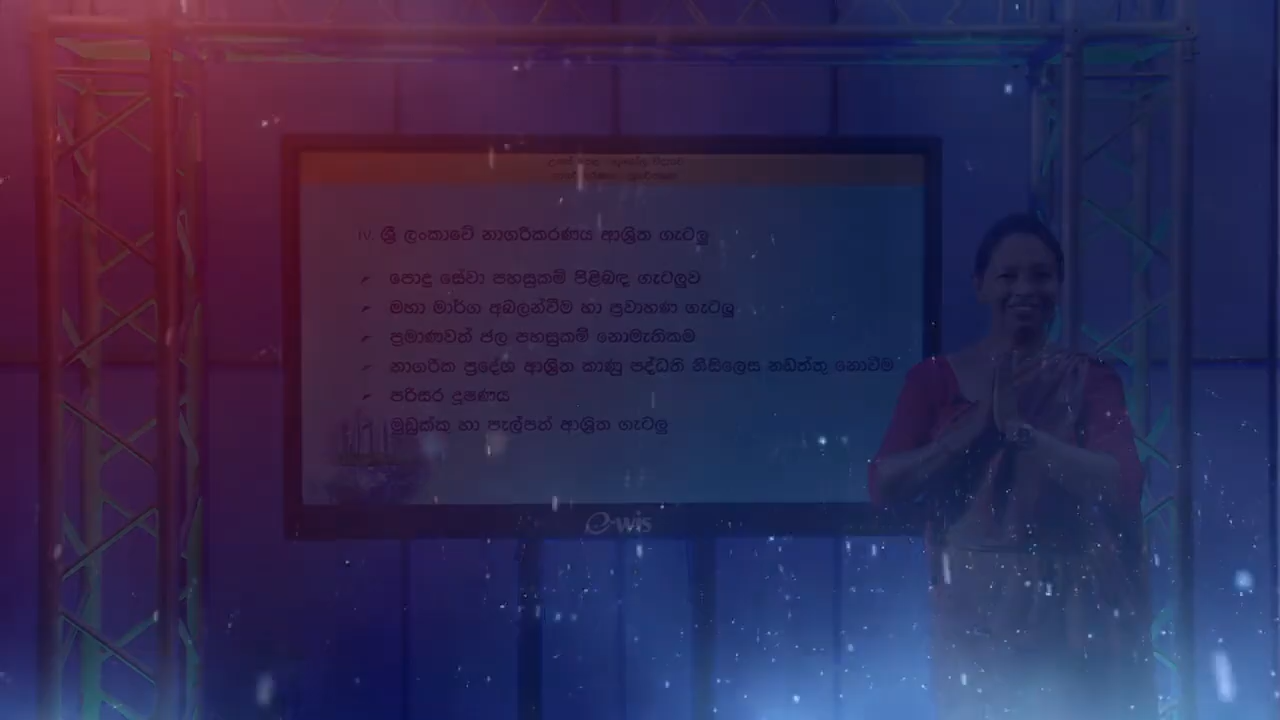 iv. ශ්‍රී ලංකාවේ නාගරීකරණය ආශ්‍රිත ගැටලු
➢ පොදු සේවා පහසුකම් පිළිබඳ ගැටලුව
➢ මහා මාර්ග අබලන්වීම හා ප්‍රවාහණ ගැටලු
➢ ප්‍රමාණවත් ජල පහසුකම් නොමැතිකම
➢ නාගරික ප්‍රදේශ ආශ්‍රිත කාණු පද්ධති නිසිලෙස නඩත්තු නොවීම
➢ පරිසර දූෂණය
➢ මුඩුක්කු හා පැල්පත් ආශ්‍රිත ගැටලු
e-wis